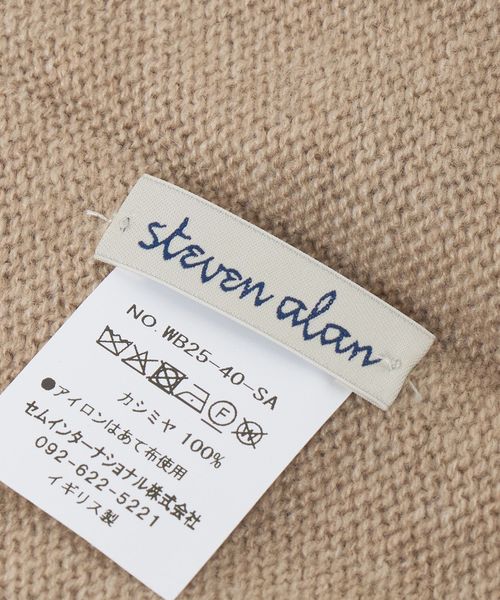 steven alan
NO. WB25-40-SA
カシミヤ 100%
●アイロンはあて布使用
セムインターナショナル株式会社
092-622-5221
イギリス製